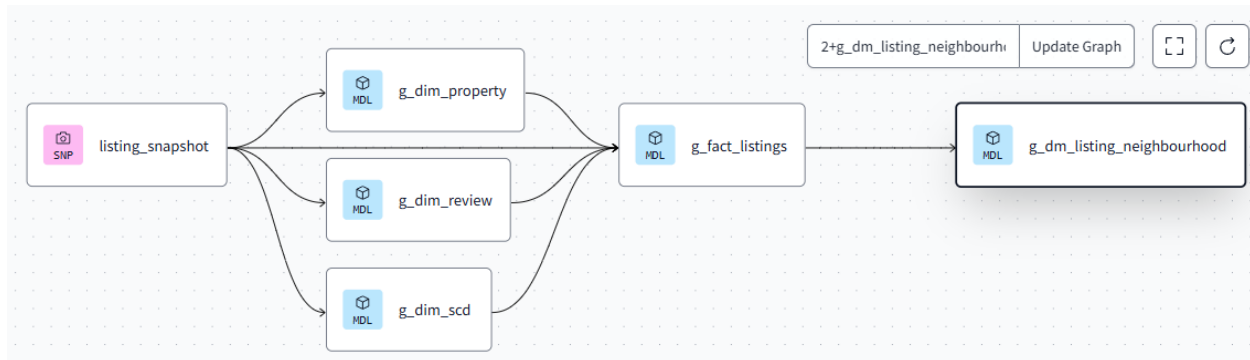 2+g_dm_listing_neighbourh
Update Graph
MDL
g_dim_property
SNP
listing_snapshot
MDL
g_fact_listings
MDL
g_dm_listing_neighbourhood
MDL
g_dim_review
MDL
g_dim_scd